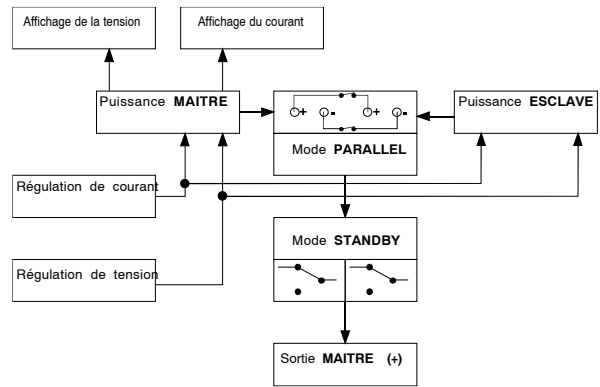 Affichage de la tension
Affichage du courant
Puissance MAITRE
+ - + -
Puissance ESCLAVE
Mode PARALLEL
Régulation de courant
Mode STANDBY
Régulation de tension
Sortie MAITRE (+)